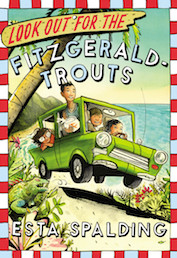 LOOK OUT FOR THE
FITZGERALD-
TROUTS
ESTA SPALDING